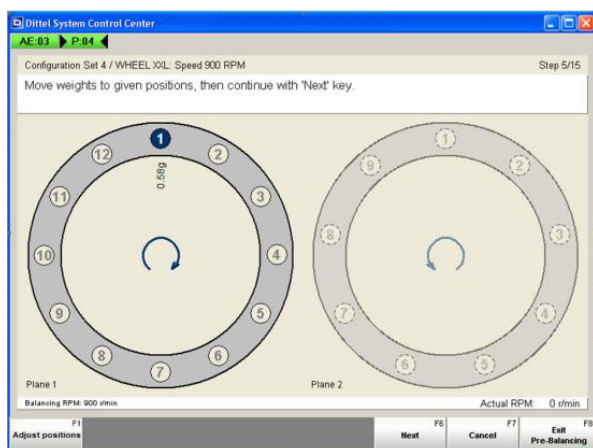 Dittel System Control Center
AE:03 P:04
Configuration Set 4 / WHEEL XXL: Speed 900 RPM Step 5/15
Move weights to given positions, then continue with 'Next' key.
1 2 3 4 5 6 7 8 9 10 11 12
0.58g
1 2 3 4 5 6 7 8 9
Plane 1 Plane 2
Balancing RPM: 900 r/min Actual RPM: 0 r/min
F1 F6 F7 F8
Adjust positions Next Cancel Exit
Pre-Balancing